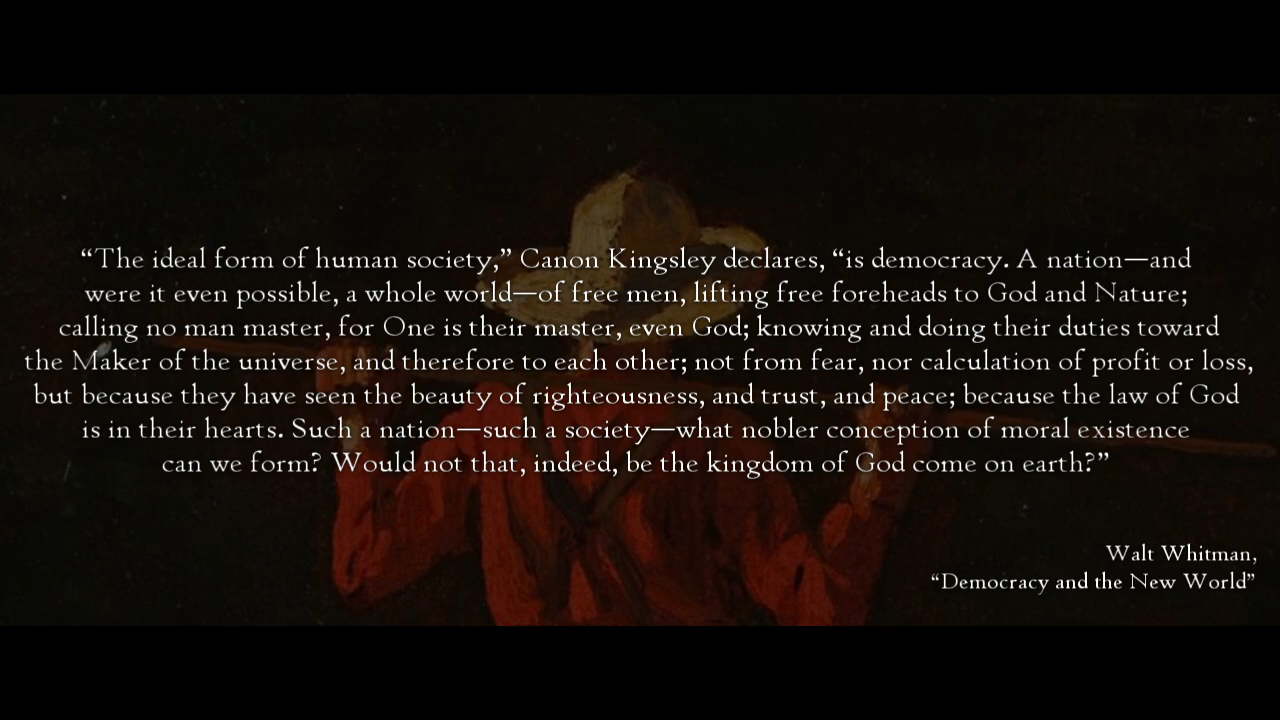 “The ideal form of human society,” Canon Kingsley declares, “is democracy. A nation—and
were it even possible, a whole world—of free men, lifting free foreheads to God and Nature;
calling no man master, for One is their master, even God; knowing and doing their duties toward
the Maker of the universe, and therefore to each other; not from fear, nor calculation of profit or loss,
but because they have seen the beauty of righteousness, and trust, and peace; because the law of God
is in their hearts. Such a nation—such a society—what nobler conception of moral existence
can we form? Would not that, indeed, be the kingdom of God come on earth?”
Walt Whitman,
“Democracy and the New World”